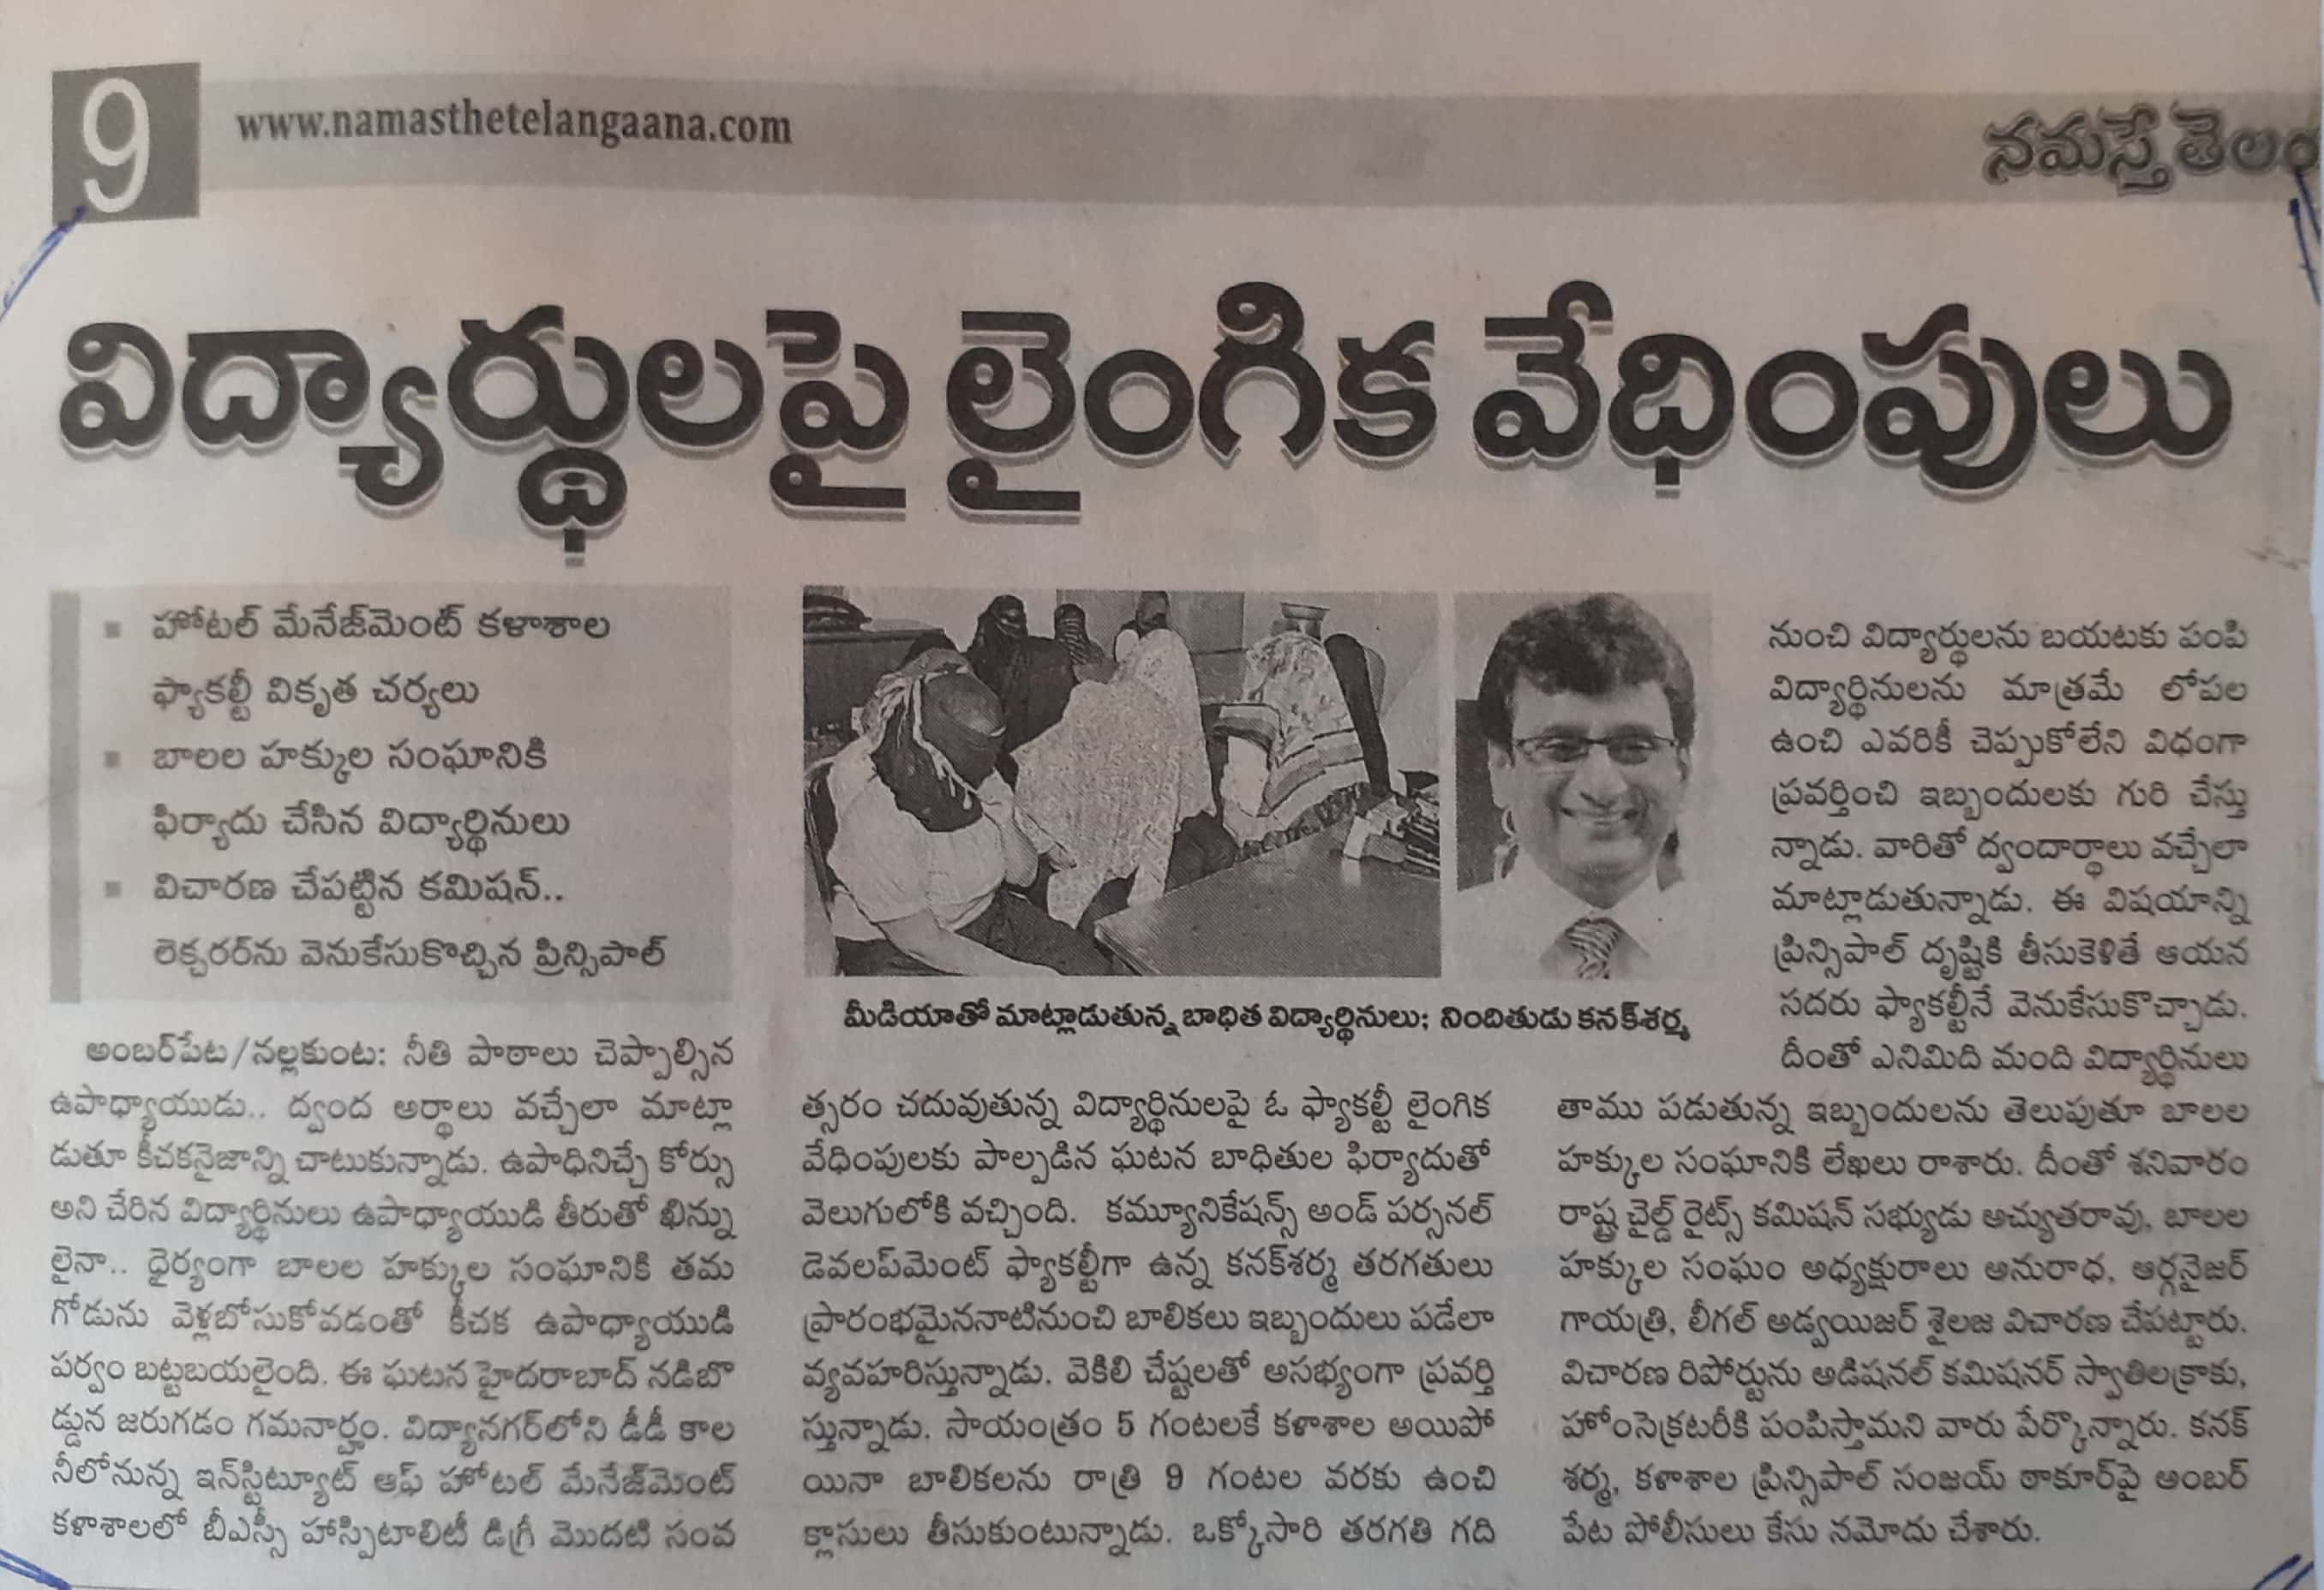 9
www.namasthetelangaana.com
నమస్తే తెలం
విద్యార్థులపై లైంగిక వేధింపులు
▪ హోటల్ మేనేజ్‌మెంట్ కళాశాల
ఫ్యాకల్టీ వికృత చర్యలు
▪ బాలల హక్కుల సంఘానికి
ఫిర్యాదు చేసిన విద్యార్థినులు
▪ విచారణ చేపట్టిన కమిషన్..
లెక్చరర్‌ను వెనుకేసుకొచ్చిన ప్రిన్సిపాల్
అంబర్‌పేట/నల్లకుంట: నీతి పాఠాలు చెప్పాల్సిన
ఉపాధ్యాయుడు.. ద్వంద అర్థాలు వచ్చేలా మాట్లా
డుతూ కీచకనైజాన్ని చాటుకున్నాడు. ఉపాధినిచ్చే కోర్సు
అని చేరిన విద్యార్థినులు ఉపాధ్యాయుడి తీరుతో ఖిన్ను
లైనా.. ధైర్యంగా బాలల హక్కుల సంఘానికి తమ
గోడును వెళ్లబోసుకోవడంతో కీచక ఉపాధ్యాయుడి
పర్వం బట్టబయలైంది. ఈ ఘటన హైదరాబాద్ నడిబొ
డ్డున జరుగడం గమనార్హం. విద్యానగర్‌లోని డీడీ కాల
నీలోనున్న ఇన్‌స్టిట్యూట్ ఆఫ్ హోటల్ మేనేజ్‌మెంట్
కళాశాలలో బీఎస్సీ హాస్పిటాలిటీ డిగ్రీ మొదటి సంవ
మీడియాతో మాట్లాడుతున్న బాధిత విద్యార్థినులు; నిందితుడు కనక్‌శర్మ
త్సరం చదువుతున్న విద్యార్థినులపై ఓ ఫ్యాకల్టీ లైంగిక
వేధింపులకు పాల్పడిన ఘటన బాధితుల ఫిర్యాదుతో
వెలుగులోకి వచ్చింది. కమ్యూనికేషన్స్ అండ్ పర్సనల్
డెవలప్‌మెంట్ ఫ్యాకల్టీగా ఉన్న కనక్‌శర్మ తరగతులు
ప్రారంభమైననాటినుంచి బాలికలు ఇబ్బందులు పడేలా
వ్యవహరిస్తున్నాడు. వెకిలి చేష్టలతో అసభ్యంగా ప్రవర్తి
స్తున్నాడు. సాయంత్రం 5 గంటలకే కళాశాల అయిపో
యినా బాలికలను రాత్రి 9 గంటల వరకు ఉంచి
క్లాసులు తీసుకుంటున్నాడు. ఒక్కోసారి తరగతి గది
నుంచి విద్యార్థులను బయటకు పంపి
విద్యార్థినులను మాత్రమే లోపల
ఉంచి ఎవరికీ చెప్పుకోలేని విధంగా
ప్రవర్తించి ఇబ్బందులకు గురి చేస్తు
న్నాడు. వారితో ద్వందార్థాలు వచ్చేలా
మాట్లాడుతున్నాడు. ఈ విషయాన్ని
ప్రిన్సిపాల్ దృష్టికి తీసుకెళితే ఆయన
సదరు ఫ్యాకల్టీనే వెనుకేసుకొచ్చాడు.
దీంతో ఎనిమిది మంది విద్యార్థినులు
తాము పడుతున్న ఇబ్బందులను తెలుపుతూ బాలల
హక్కుల సంఘానికి లేఖలు రాశారు. దీంతో శనివారం
రాష్ట్ర చైల్డ్ రైట్స్ కమిషన్ సభ్యుడు అచ్యుతరావు, బాలల
హక్కుల సంఘం అధ్యక్షురాలు అనురాధ, ఆర్గనైజర్
గాయత్రి, లీగల్ అడ్వయిజర్ శైలజ విచారణ చేపట్టారు.
విచారణ రిపోర్టును అడిషనల్ కమిషనర్ స్వాతిలక్రాకు,
హోంసెక్రటరీకి పంపిస్తామని వారు పేర్కొన్నారు. కనక్
శర్మ, కళాశాల ప్రిన్సిపాల్ సంజయ్ ఠాకూర్‌పై అంబర్
పేట పోలీసులు కేసు నమోదు చేశారు.